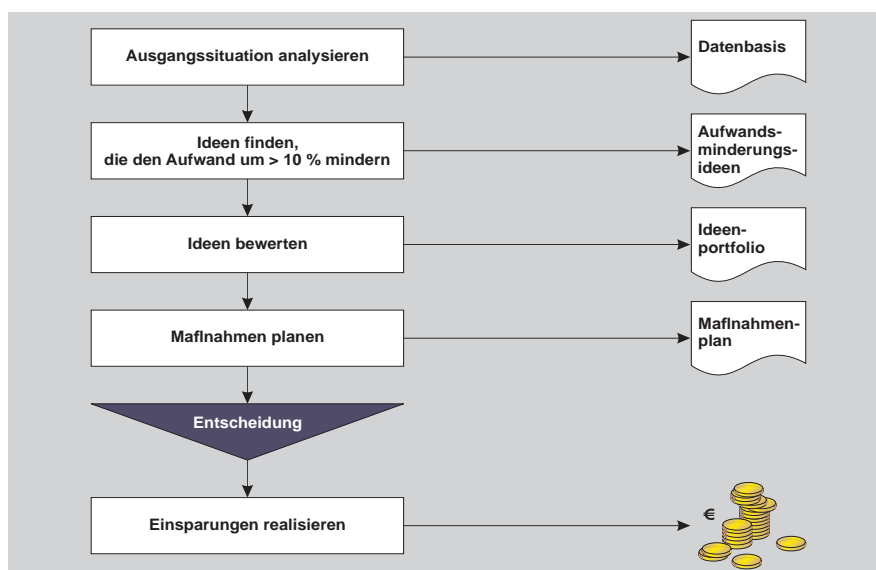 Ausgangssituation analysieren
Datenbasis
Ideen finden,
die den Aufwand um > 10 % mindern
Aufwands-
minderungs-
ideen
Ideen bewerten
Ideen-
portfolio
Maflnahmen planen
Maflnahmen-
plan
Entscheidung
Einsparungen realisieren
€